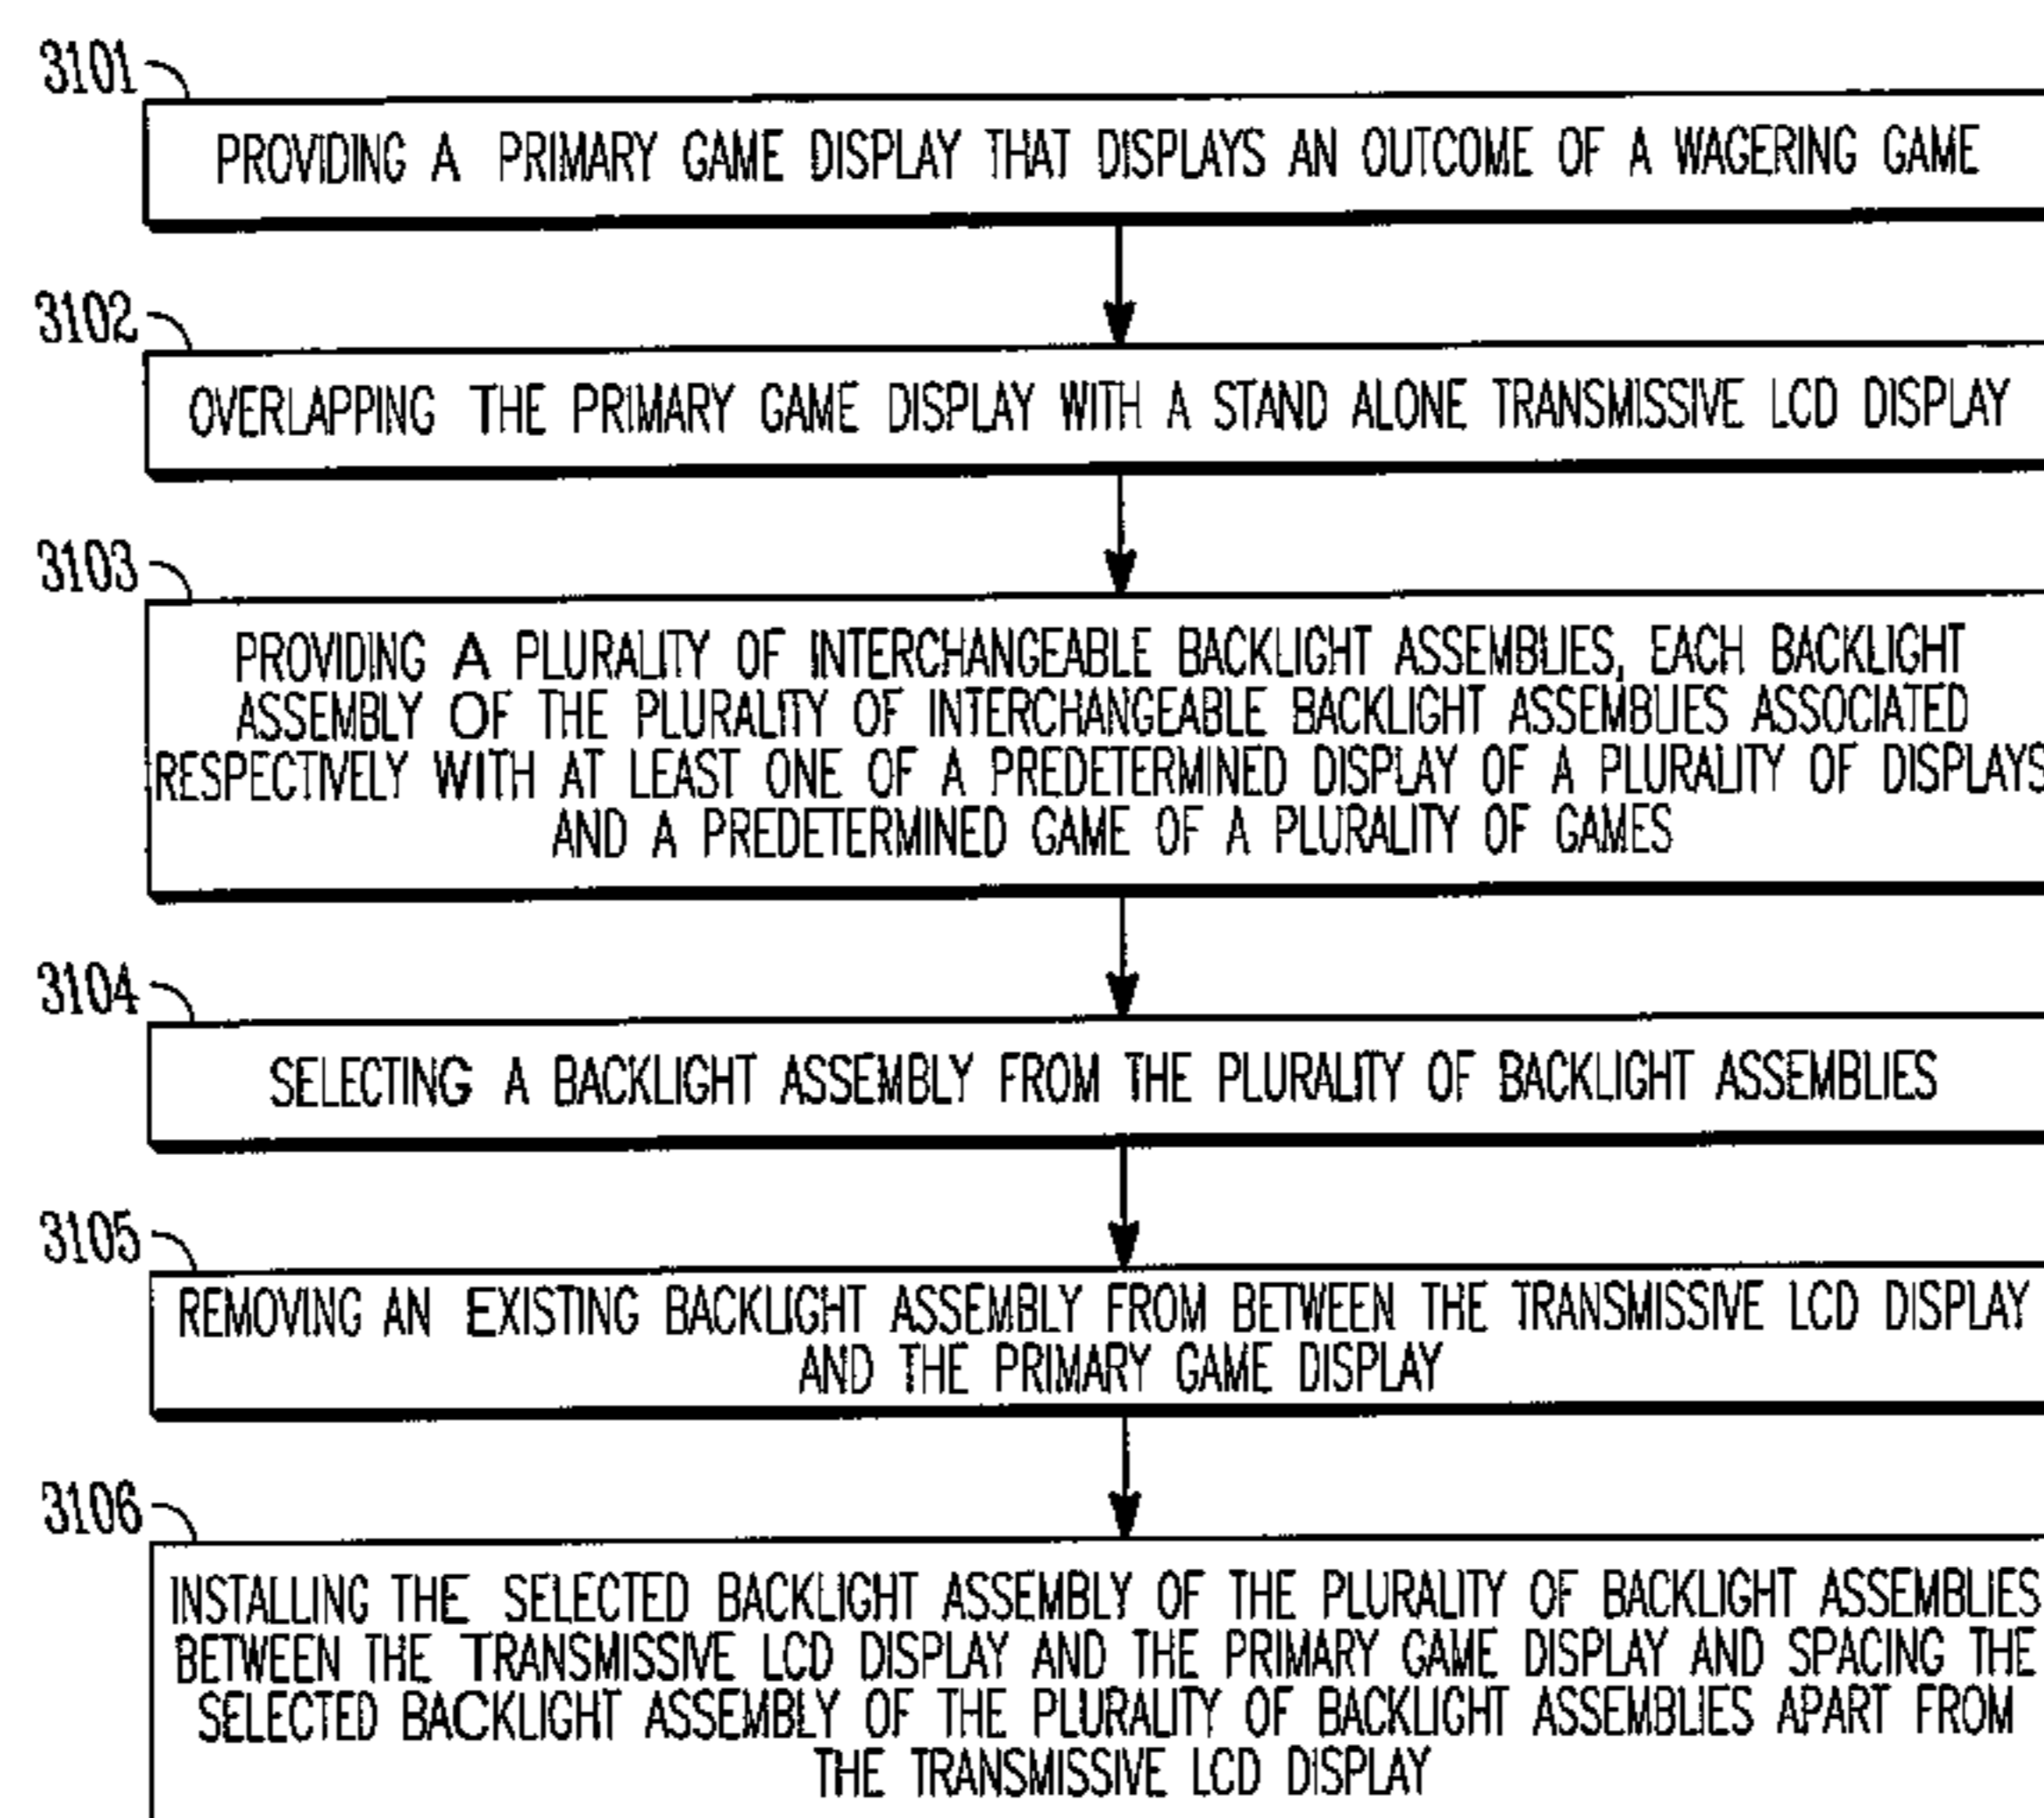 3101
PROVIDING A PRIMARY GAME DISPLAY THAT DISPLAYS AN OUTCOME OF A WAGERING GAME
3102
OVERLAPPING THE PRIMARY GAME DISPLAY WITH A STAND ALONE TRANSMISSIVE LCD DISPLAY
3103
PROVIDING A PLURALITY OF INTERCHANGEABLE BACKLIGHT ASSEMBLIES, EACH BACKLIGHT
ASSEMBLY OF THE PLURALITY OF INTERCHANGEABLE BACKLIGHT ASSEMBLIES ASSOCIATED
RESPECTIVELY WITH AT LEAST ONE OF A PREDETERMINED DISPLAY OF A PLURALITY OF DISPLAYS
AND A PREDETERMINED GAME OF A PLURALITY OF GAMES
3104
SELECTING A BACKLIGHT ASSEMBLY FROM THE PLURALITY OF BACKLIGHT ASSEMBLIES
3105
REMOVING AN EXISTING BACKLIGHT ASSEMBLY FROM BETWEEN THE TRANSMISSIVE LCD DISPLAY
AND THE PRIMARY GAME DISPLAY
3106
INSTALLING THE SELECTED BACKLIGHT ASSEMBLY OF THE PLURALITY OF BACKLIGHT ASSEMBLIES
BETWEEN THE TRANSMISSIVE LCD DISPLAY AND THE PRIMARY GAME DISPLAY AND SPACING THE
SELECTED BACKLIGHT ASSEMBLY OF THE PLURALITY OF BACKLIGHT ASSEMBLIES APART FROM
THE TRANSMISSIVE LCD DISPLAY